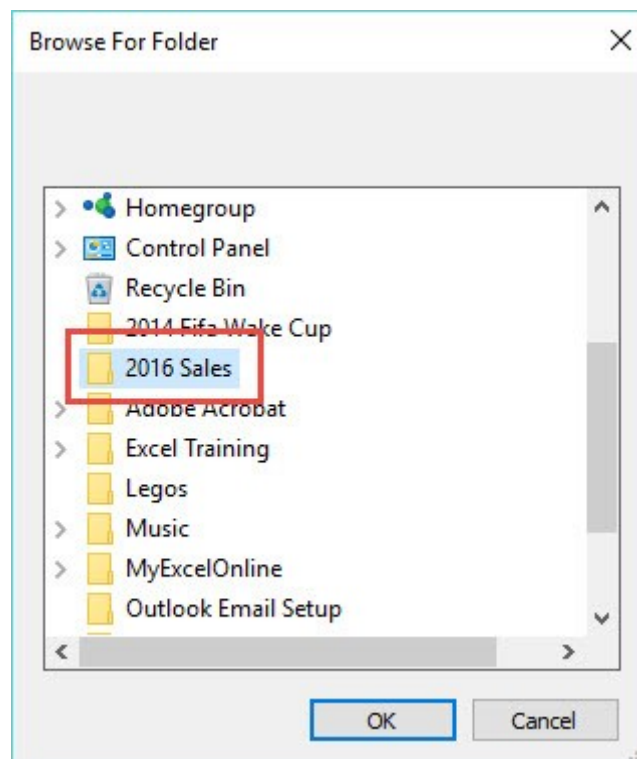 Browse For Folder
Homegroup
Control Panel
Recycle Bin
2014 Fifa Wake Cup
2016 Sales
Adobe Acrobat
Excel Training
Legos
Music
MyExcelOnline
Outlook Email Setup
OK Cancel